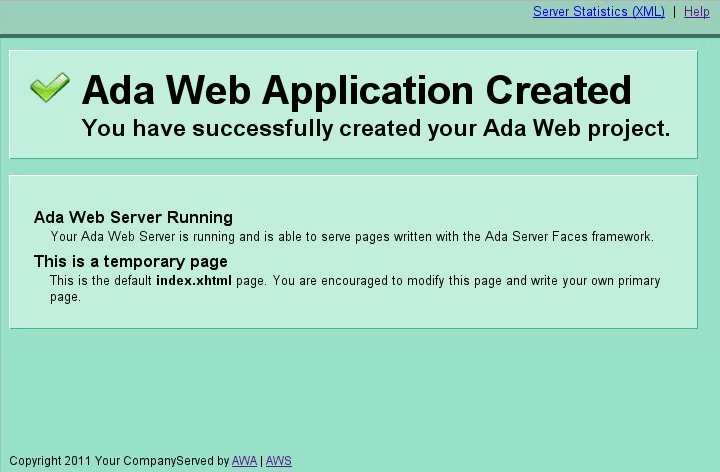 Server Statistics (XML) | Help
Ada Web Application Created
You have successfully created your Ada Web project.
Ada Web Server Running
Your Ada Web Server is running and is able to serve pages written with the Ada Server Faces framework.
This is a temporary page
This is the default index.xhtml page. You are encouraged to modify this page and write your own primary
page.
Copyright 2011 Your CompanyServed by AWA | AWS